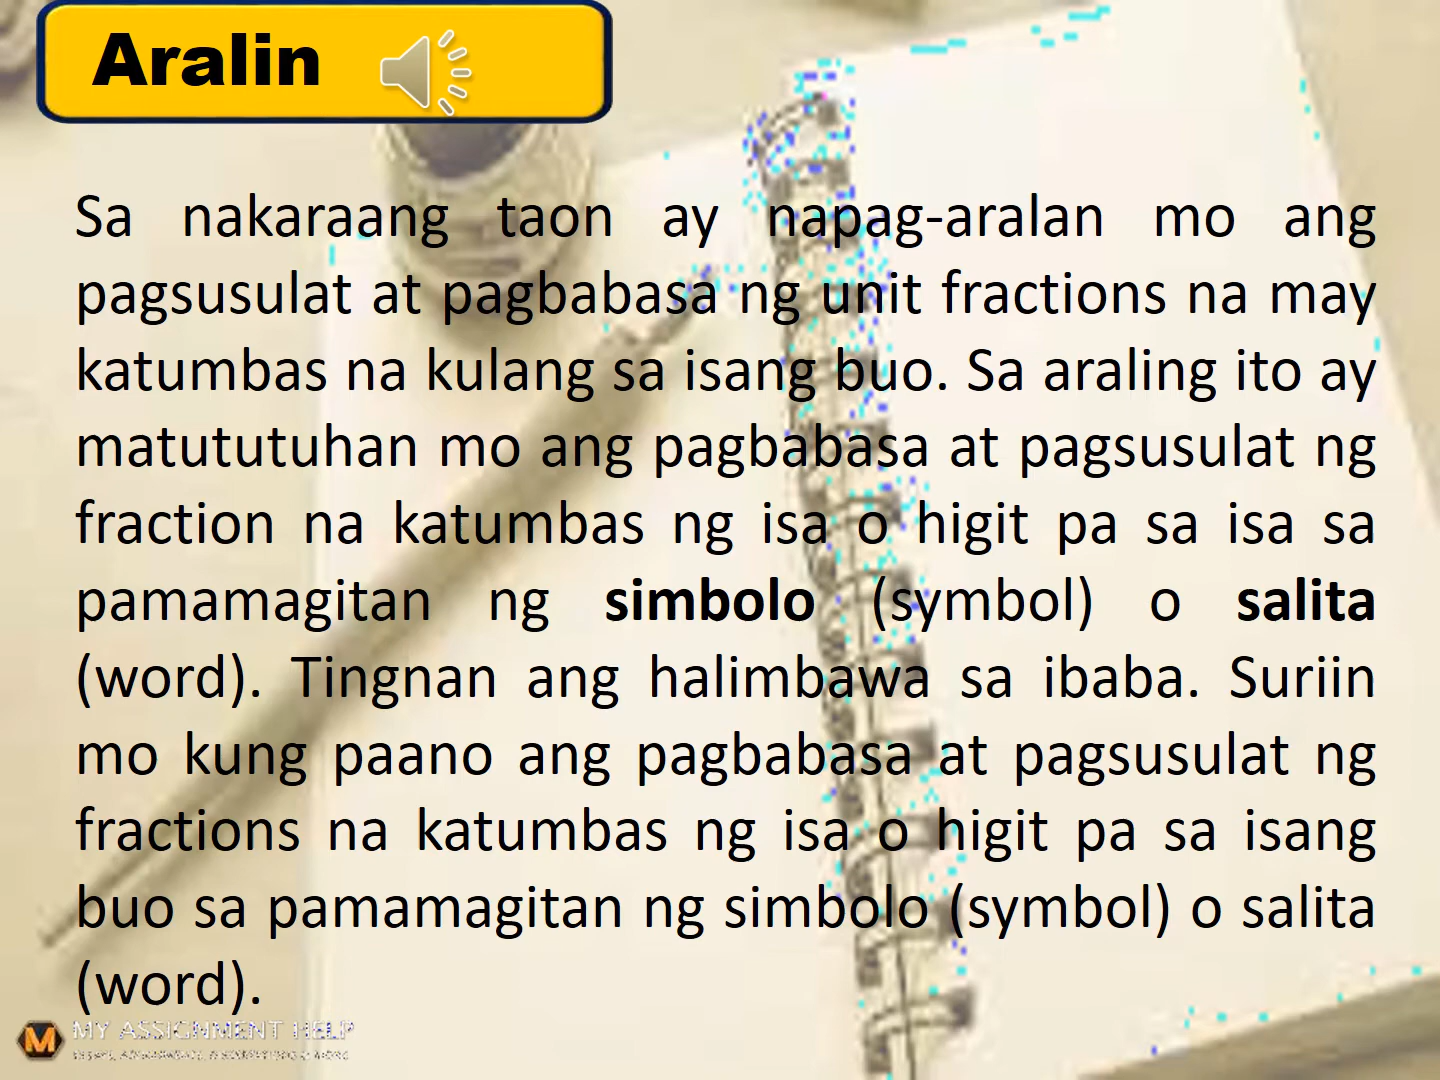 Aralin
Sa nakaraang taon ay napag-aralan mo ang
pagsusulat at pagbabasa ng unit fractions na may
katumbas na kulang sa isang buo. Sa araling ito ay
matututuhan mo ang pagbabasa at pagsusulat ng
fraction na katumbas ng isa o higit pa sa isa sa
pamamagitan ng simbolo (symbol) o salita
(word). Tingnan ang halimbawa sa ibaba. Suriin
mo kung paano ang pagbabasa at pagsusulat ng
fractions na katumbas ng isa o higit pa sa isang
buo sa pamamagitan ng simbolo (symbol) o salita
(word).
MY ASSIGNMENT HELP